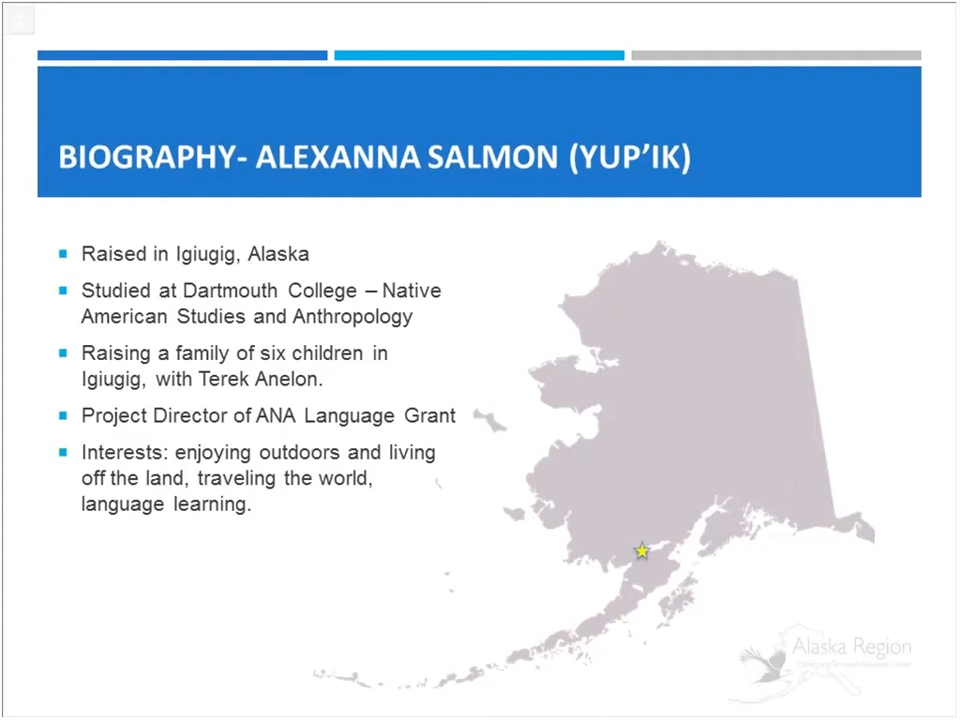 BIOGRAPHY- ALEXANNA SALMON (YUP’IK)
Raised in Igiugig, Alaska
Studied at Dartmouth College – Native
American Studies and Anthropology
Raising a family of six children in
Igiugig, with Terek Anelon.
Project Director of ANA Language Grant
Interests: enjoying outdoors and living
off the land, traveling the world,
language learning.
Alaska Region